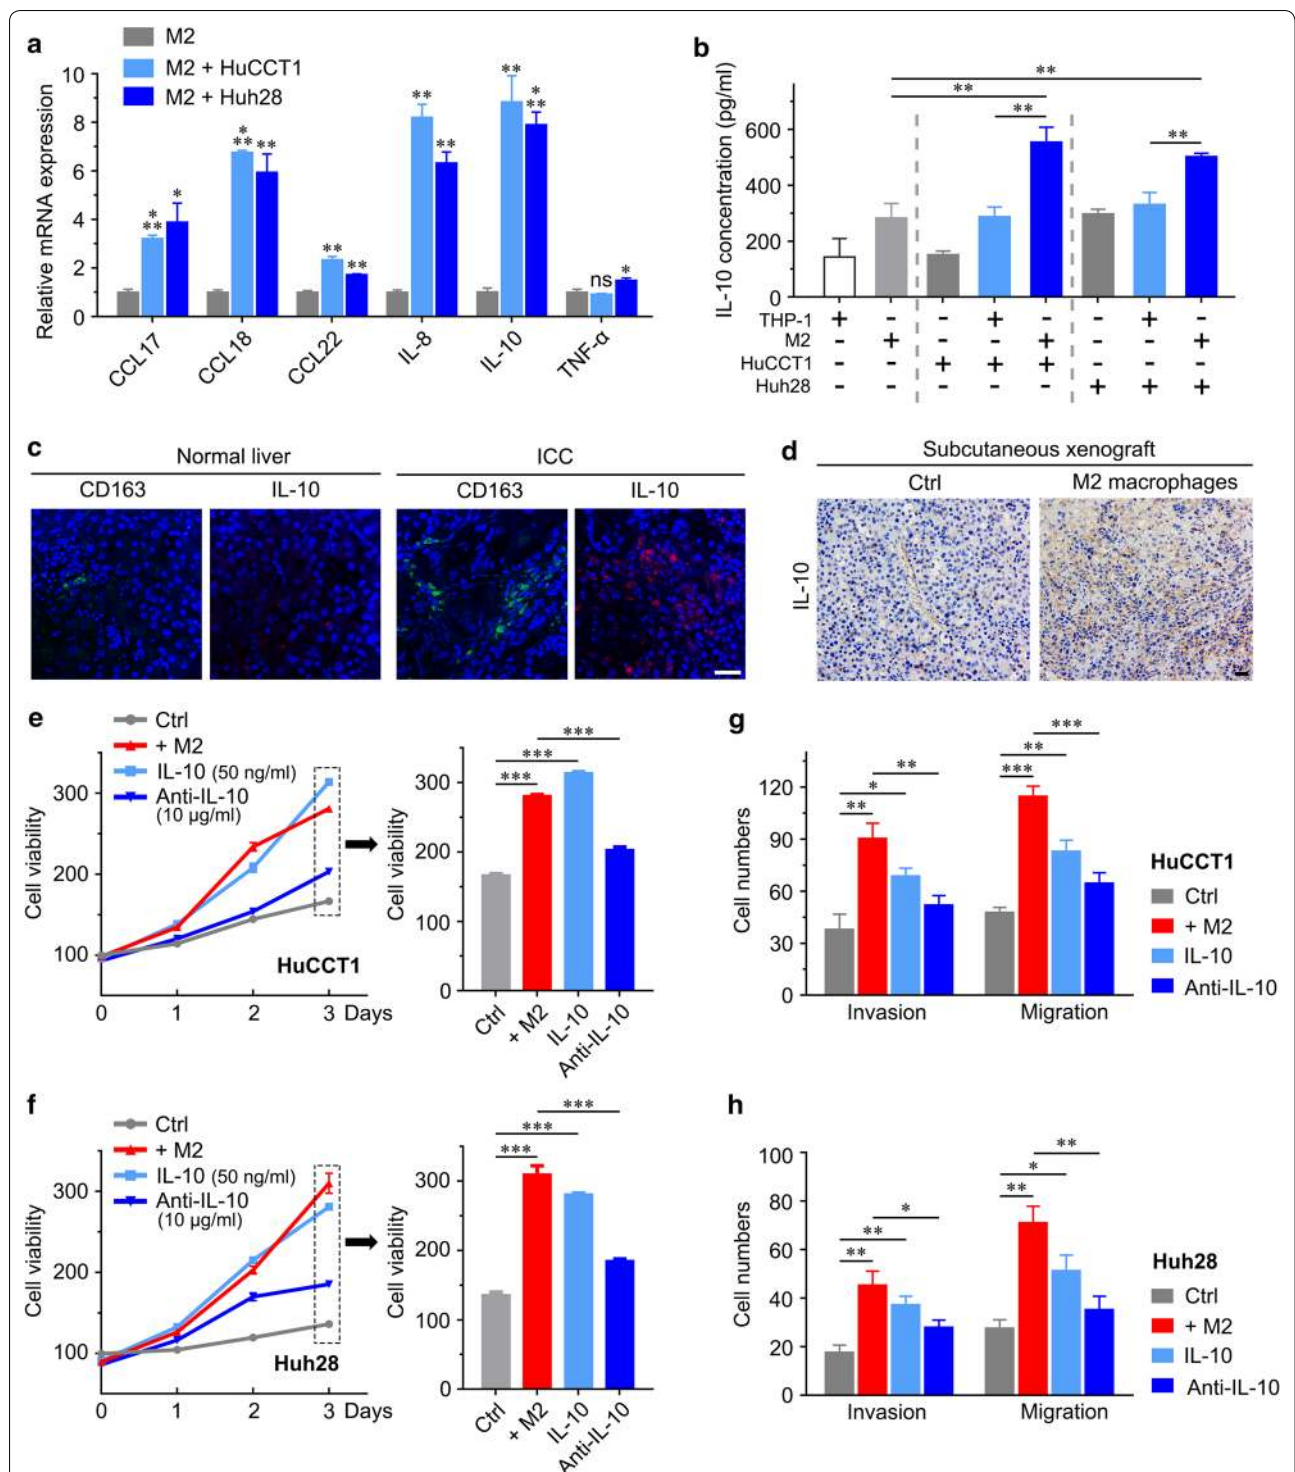 a
M2
M2 + HuCCT1
M2 + Huh28
Relative mRNA expression
10
8
6
4
2
0
* ** *
* ** **
** **
** **
** * **
ns *
CCL17 CCL18 CCL22 IL-8 IL-10 TNF-α
b
IL-10 concentration (pg/ml)
600
400
200
0
**
**
** **
THP-1 + - - + - - + -
M2 - + - - + - - +
HuCCT1 - - + + + - - -
Huh28 - - - - - + + +
c
Normal liver ICC
CD163 IL-10 CD163 IL-10
d
Subcutaneous xenograft
Ctrl M2 macrophages
IL-10
e
Ctrl
+ M2
IL-10 (50 ng/ml)
Anti-IL-10
(10 µg/ml)
Cell viability
300
200
100
HuCCT1
0 1 2 3 Days
Cell viability
300
200
100
0
***
***
***
Ctrl + M2 IL-10 Anti-IL-10
g
Cell numbers
120
90
60
30
0
**
*
**
***
**
***
Invasion Migration
HuCCT1
Ctrl
+ M2
IL-10
Anti-IL-10
f
Ctrl
+ M2
IL-10 (50 ng/ml)
Anti-IL-10
(10 µg/ml)
Cell viability
300
200
100
Huh28
0 1 2 3 Days
Cell viability
300
200
100
0
***
***
***
Ctrl + M2 IL-10 Anti-IL-10
h
Cell numbers
100
80
60
40
20
0
**
**
*
**
*
**
Invasion Migration
Huh28
Ctrl
+ M2
IL-10
Anti-IL-10